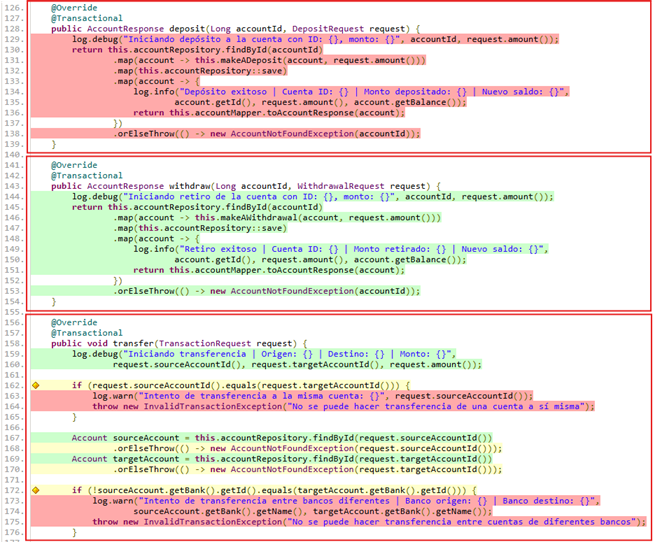 126.     @Override
127.     @Transactional
128.     public AccountResponse deposit(Long accountId, DepositRequest request) {
129.         log.debug("Iniciando depósito a la cuenta con ID: {}, monto: {}", accountId, request.amount());
130.         return this.accountRepository.findById(accountId)
131.                 .map(account -> this.makeADeposit(account, request.amount()))
132.                 .map(this.accountRepository::save)
133.                 .map(account -> {
134.                     log.info("Depósito exitoso | Cuenta ID: {} | Monto depositado: {} | Nuevo saldo: {}",
135.                             account.getId(), request.amount(), account.getBalance());
136.                     return this.accountMapper.toAccountResponse(account);
137.                 })
138.                 .orElseThrow(() -> new AccountNotFoundException(accountId));
139.     }
140.
141.     @Override
142.     @Transactional
143.     public AccountResponse withdraw(Long accountId, WithdrawalRequest request) {
144.         log.debug("Iniciando retiro de la cuenta con ID: {}, monto: {}", accountId, request.amount());
145.         return this.accountRepository.findById(accountId)
146.                 .map(account -> this.makeAWithdrawal(account, request.amount()))
147.                 .map(this.accountRepository::save)
148.                 .map(account -> {
149.                     log.info("Retiro exitoso | Cuenta ID: {} | Monto retirado: {} | Nuevo saldo: {}",
150.                             account.getId(), request.amount(), account.getBalance());
151.                     return this.accountMapper.toAccountResponse(account);
152.                 })
153.                 .orElseThrow(() -> new AccountNotFoundException(accountId));
154.     }
155.
156.     @Override
157.     @Transactional
158.     public void transfer(TransactionRequest request) {
159.         log.debug("Iniciando transferencia | Origen: {} | Destino: {} | Monto: {}",
160.                 request.sourceAccountId(), request.targetAccountId(), request.amount());
161.
162.         if (request.sourceAccountId().equals(request.targetAccountId())) {
163.             log.warn("Intento de transferencia a la misma cuenta: {}", request.sourceAccountId());
164.             throw new InvalidTransactionException("No se puede hacer transferencia de una cuenta a sí misma");
165.         }
166.
167.         Account sourceAccount = this.accountRepository.findById(request.sourceAccountId())
168.                 .orElseThrow(() -> new AccountNotFoundException(request.sourceAccountId()));
169.         Account targetAccount = this.accountRepository.findById(request.targetAccountId())
170.                 .orElseThrow(() -> new AccountNotFoundException(request.targetAccountId()));
171.
172.         if (!sourceAccount.getBank().getId().equals(targetAccount.getBank().getId())) {
173.             log.warn("Intento de transferencia entre bancos diferentes | Banco origen: {} | Banco destino: {}",
174.                     sourceAccount.getBank().getName(), targetAccount.getBank().getName());
175.             throw new InvalidTransactionException("No se puede hacer transferencia entre cuentas de diferentes bancos");
176.         }